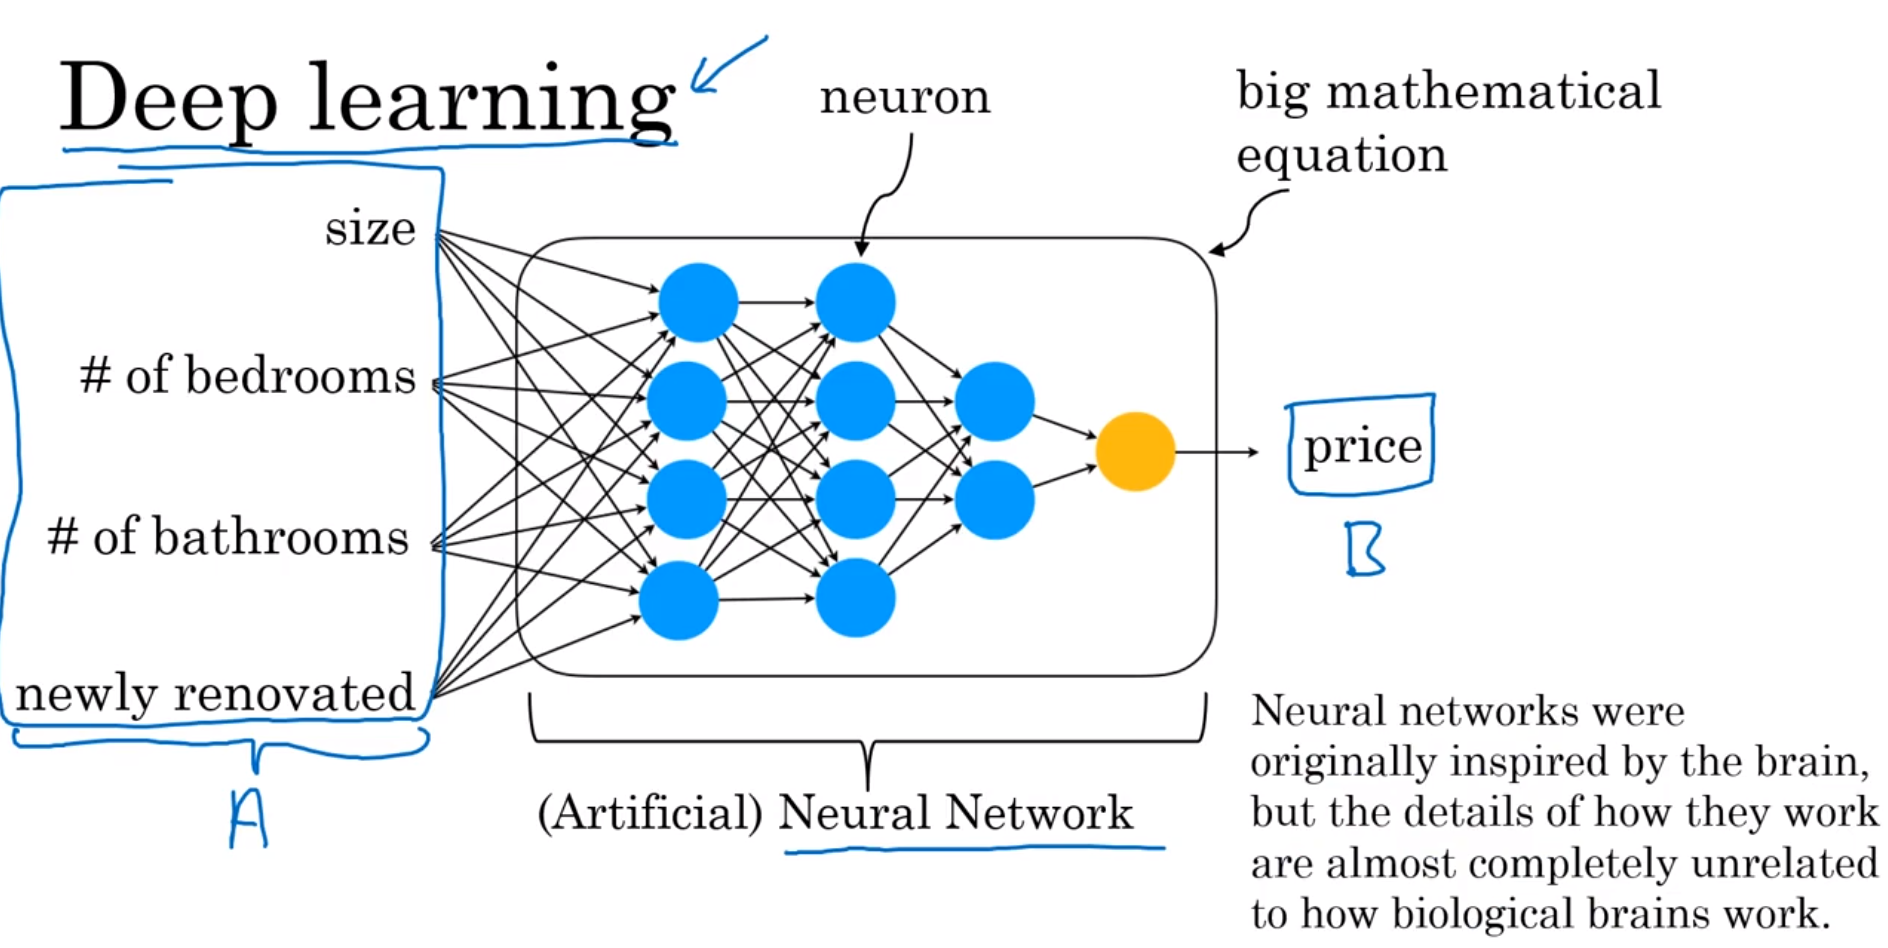 Deep learning
neuron
big mathematical
equation
size
# of bedrooms
# of bathrooms
newly renovated
A
price
B
(Artificial) Neural Network
Neural networks were
originally inspired by the brain,
but the details of how they work
are almost completely unrelated
to how biological brains work.